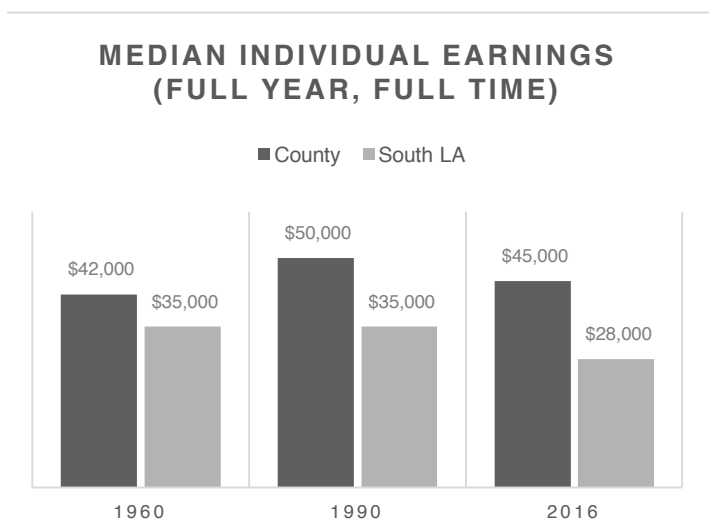 MEDIAN INDIVIDUAL EARNINGS
(FULL YEAR, FULL TIME)
County South LA
$42,000
$35,000
$50,000
$35,000
$45,000
$28,000
1960 1990 2016